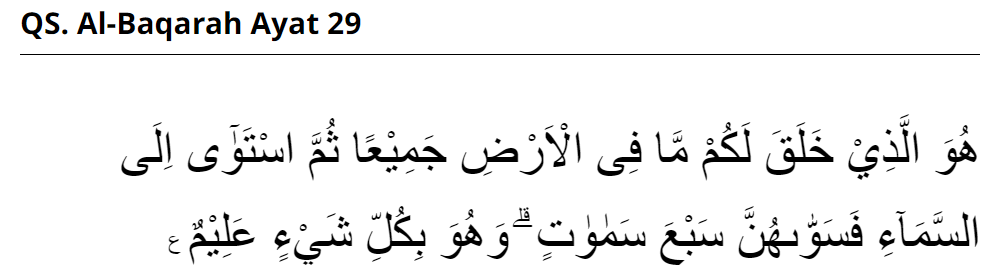 QS. Al-Baqarah Ayat 29
هُوَ الَّذِيْ خَلَقَ لَكُمْ مَّا فِى الْاَرْضِ جَمِيْعًا ثُمَّ اسْتَوٰٓى اِلَى
السَّمَاۤءِ فَسَوّٰىهُنَّ سَبْعَ سَمٰوٰتٍ ۗ وَهُوَ بِكُلِّ شَيْءٍ عَلِيْمٌ ࣖ